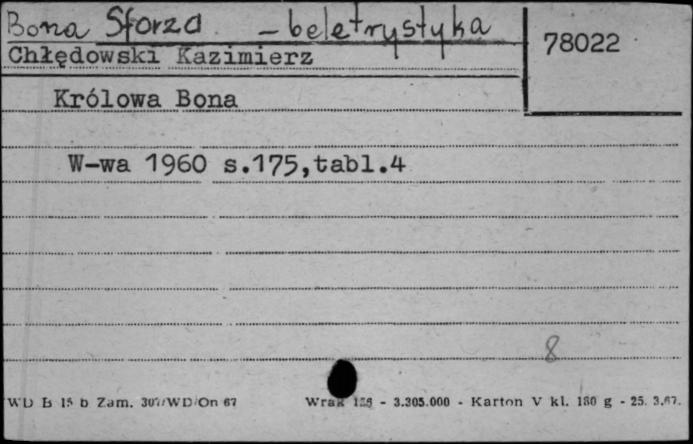 Bona Sforza – beletrystyka
78022
Chłędowski Kazimierz
Królowa Bona
W-wa 1960 s.175,tabl.4
8
WD B 15 b Zam. WD/On 67 - 3.305.000 - Karton V kl. 180 g - 25. 3.67.